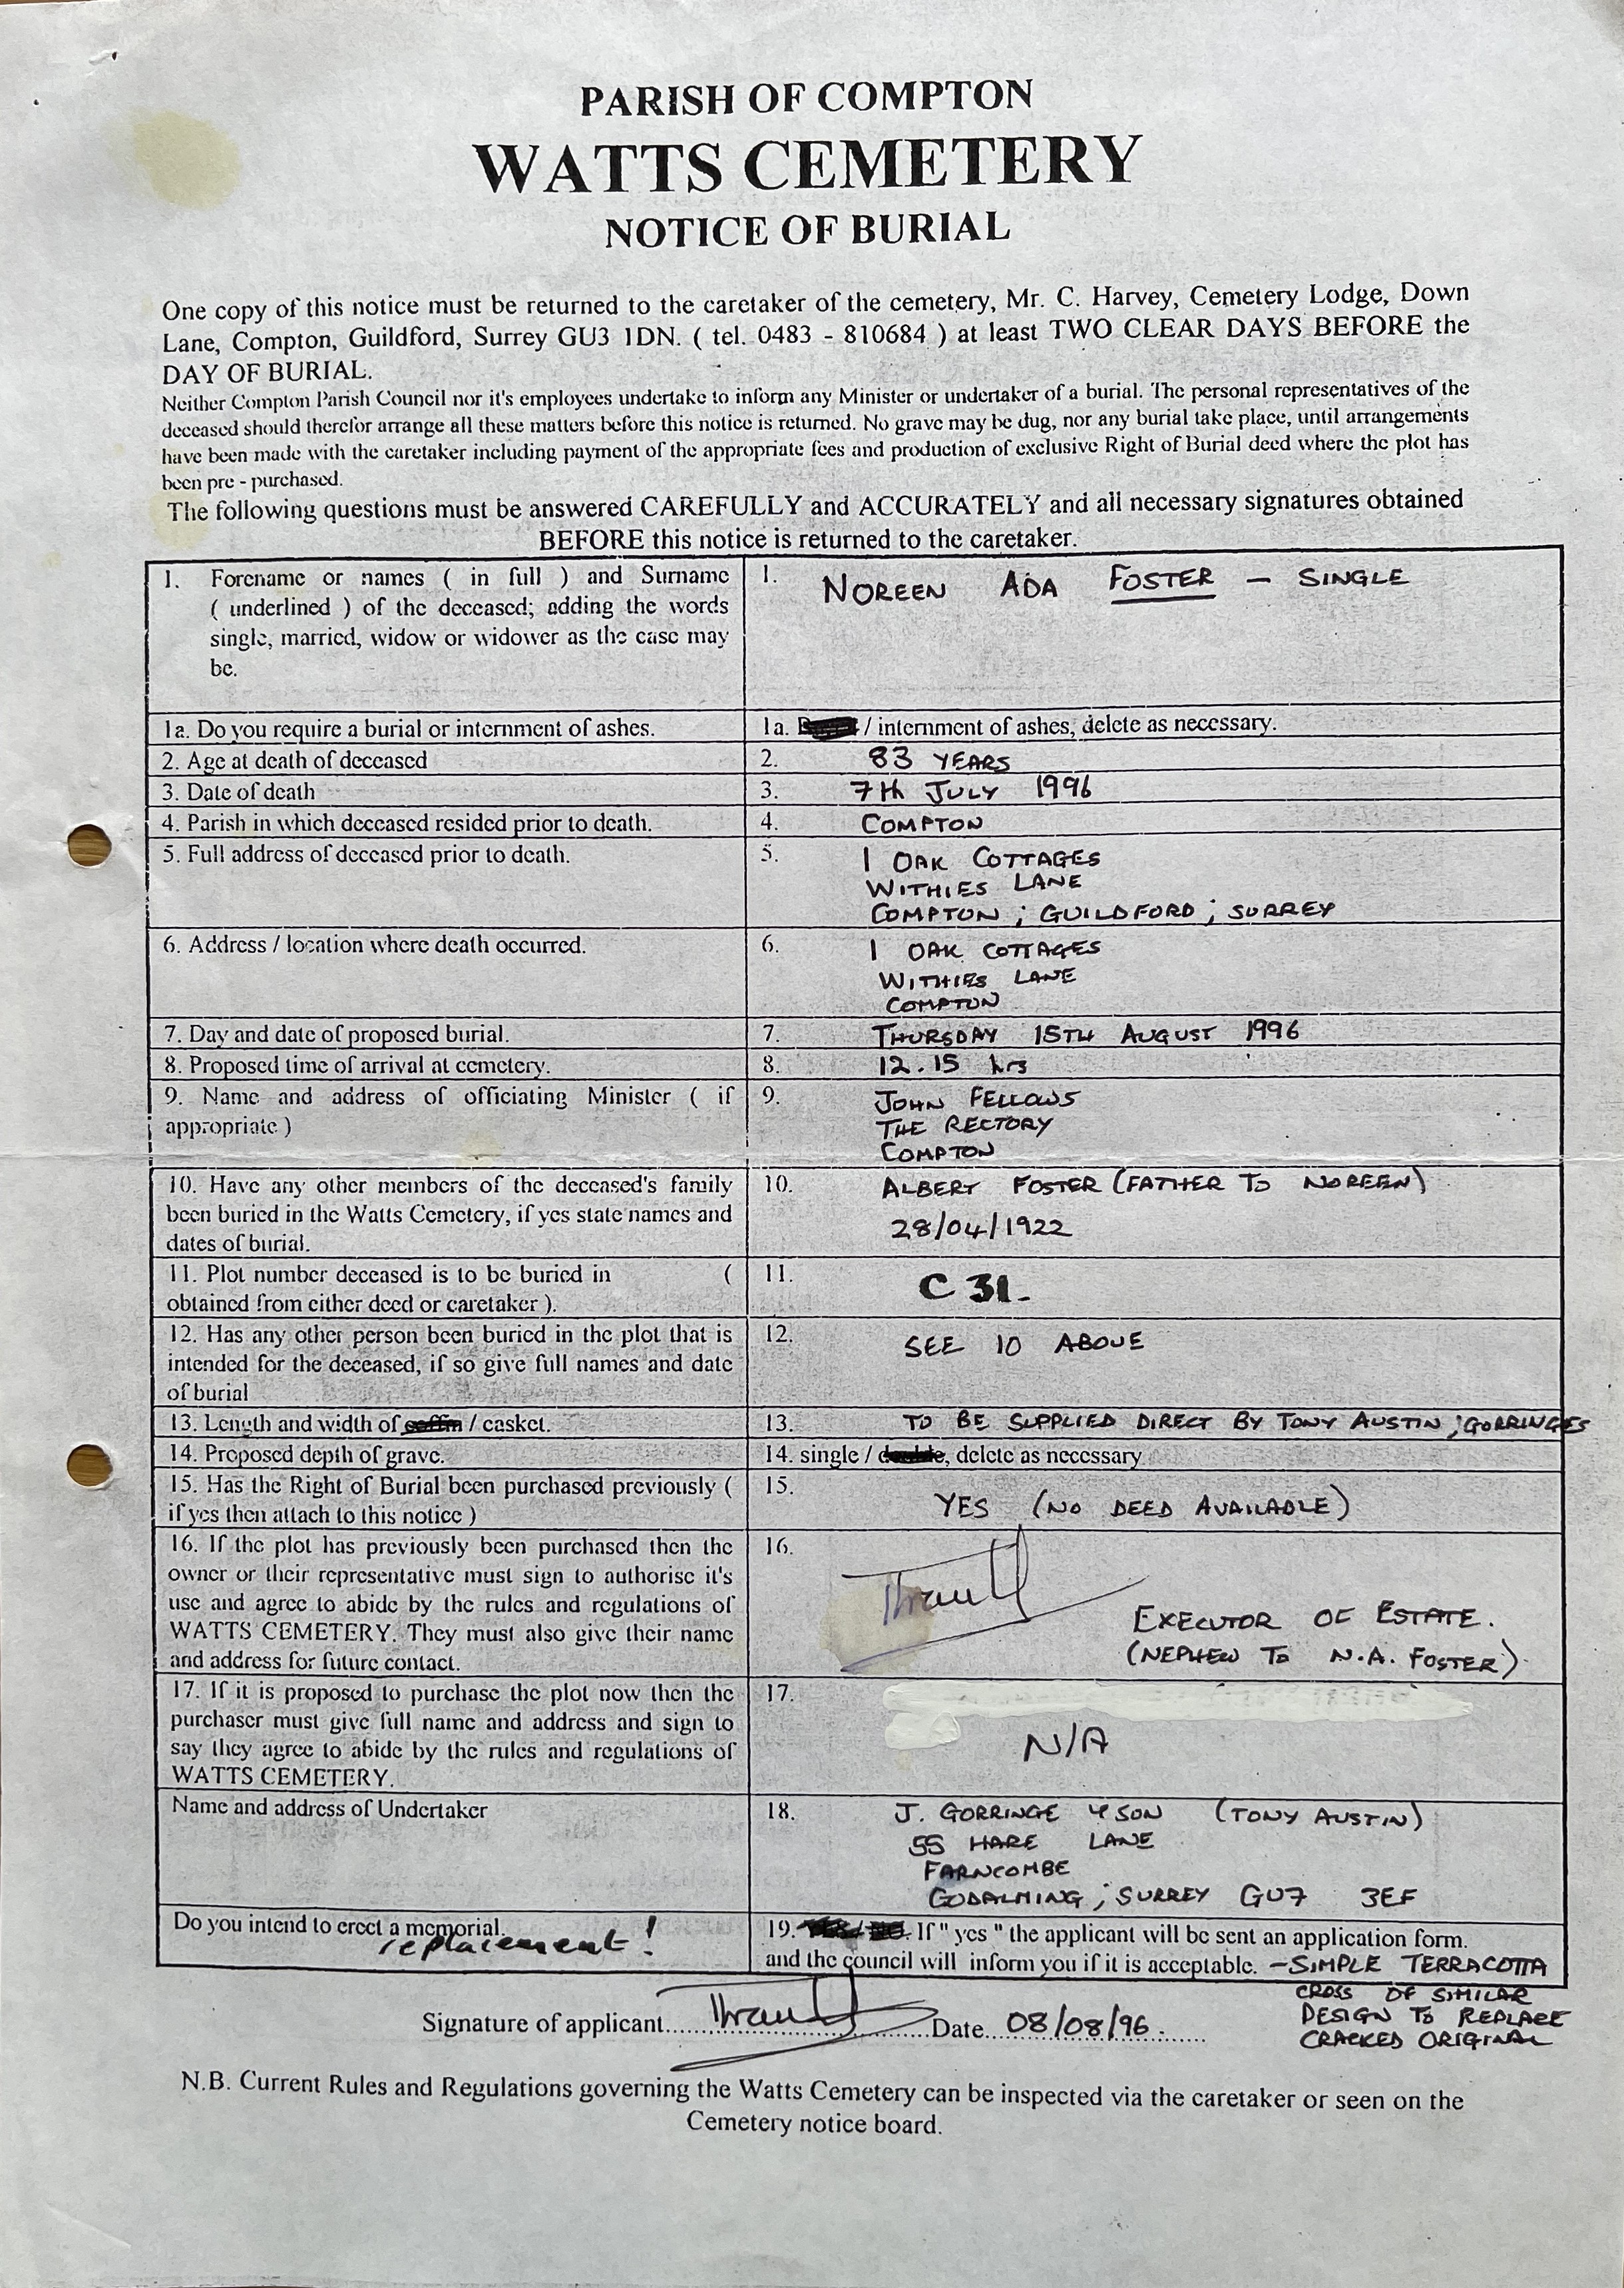 PARISH OF COMPTON
WATTS CEMETERY
NOTICE OF BURIAL
One copy of this notice must be returned to the caretaker of the cemetery, Mr. C. Harvey, Cemetery Lodge, Down
Lane, Compton, Guildford, Surrey GU3 1DN. ( tel. 0483 - 810684 ) at least TWO CLEAR DAYS BEFORE the
DAY OF BURIAL.
Neither Compton Parish Council nor it's employees undertake to inform any Minister or undertaker of a burial. The personal representatives of the
deceased should therefor arrange all these matters before this notice is returned. No grave may be dug, nor any burial take place, until arrangements
have been made with the caretaker including payment of the appropriate fees and production of exclusive Right of Burial deed where the plot has
been pre - purchased.
The following questions must be answered CAREFULLY and ACCURATELY and all necessary signatures obtained
BEFORE this notice is returned to the caretaker.
1. Forename or names ( in full ) and Surname
( underlined ) of the deceased; adding the words
single, married, widow or widower as the case may
be.
1. NOREEN ADA FOSTER - SINGLE
1a. Do you require a burial or internment of ashes.
1a. / internment of ashes, delete as necessary.
2. Age at death of deceased
2. 83 YEARS
3. Date of death
3. 7th JULY 1996
4. Parish in which deceased resided prior to death.
4. COMPTON
5. Full address of deceased prior to death.
5. 1 OAK COTTAGES
WITHIES LANE
COMPTON ; GUILDFORD ; SURREY
6. Address / location where death occurred.
6. 1 OAK COTTAGES
WITHIES LANE
COMPTON
7. Day and date of proposed burial.
7. THURSDAY 15TH AUGUST 1996
8. Proposed time of arrival at cemetery.
8. 12.15 hrs
9. Name and address of officiating Minister ( if
appropriate )
9. JOHN FELLOWS
THE RECTORY
COMPTON
10. Have any other members of the deceased's family
been buried in the Watts Cemetery, if yes state names and
dates of burial.
10. ALBERT FOSTER (FATHER TO NOREEN)
28/04/1922
11. Plot number deceased is to be buried in (
obtained from either deed or caretaker ).
11. C 31.
12. Has any other person been buried in the plot that is
intended for the deceased, if so give full names and date
of burial
12. SEE 10 ABOVE
13. Length and width of coffin / casket.
13. TO BE SUPPLIED DIRECT BY TONY AUSTIN ; GORRINGES
14. Proposed depth of grave.
14. single / double, delete as necessary
15. Has the Right of Burial been purchased previously (
if yes then attach to this notice )
15. YES (NO DEED AVAILABLE)
16. If the plot has previously been purchased then the
owner or their representative must sign to authorise it's
use and agree to abide by the rules and regulations of
WATTS CEMETERY. They must also give their name
and address for future contact.
16.
EXECUTOR OF ESTATE.
(NEPHEW TO N.A. FOSTER)
17. If it is proposed to purchase the plot now then the
purchaser must give full name and address and sign to
say they agree to abide by the rules and regulations of
WATTS CEMETERY.
17.
N/A
Name and address of Undertaker
18. J. GORRINGE & SON (TONY AUSTIN)
55 HARE LANE
FARNCOMBE
GODALMING ; SURREY GU7 3EF
Do you intend to erect a memorial.
replacement!
19. YES / NO. If " yes " the applicant will be sent an application form.
and the council will inform you if it is acceptable. - SIMPLE TERRACOTTA
CROSS OF SIMILAR
DESIGN TO REPLACE
CRACKED ORIGINAL
Signature of applicant.......... Date...08/08/96.......
N.B. Current Rules and Regulations governing the Watts Cemetery can be inspected via the caretaker or seen on the
Cemetery notice board.